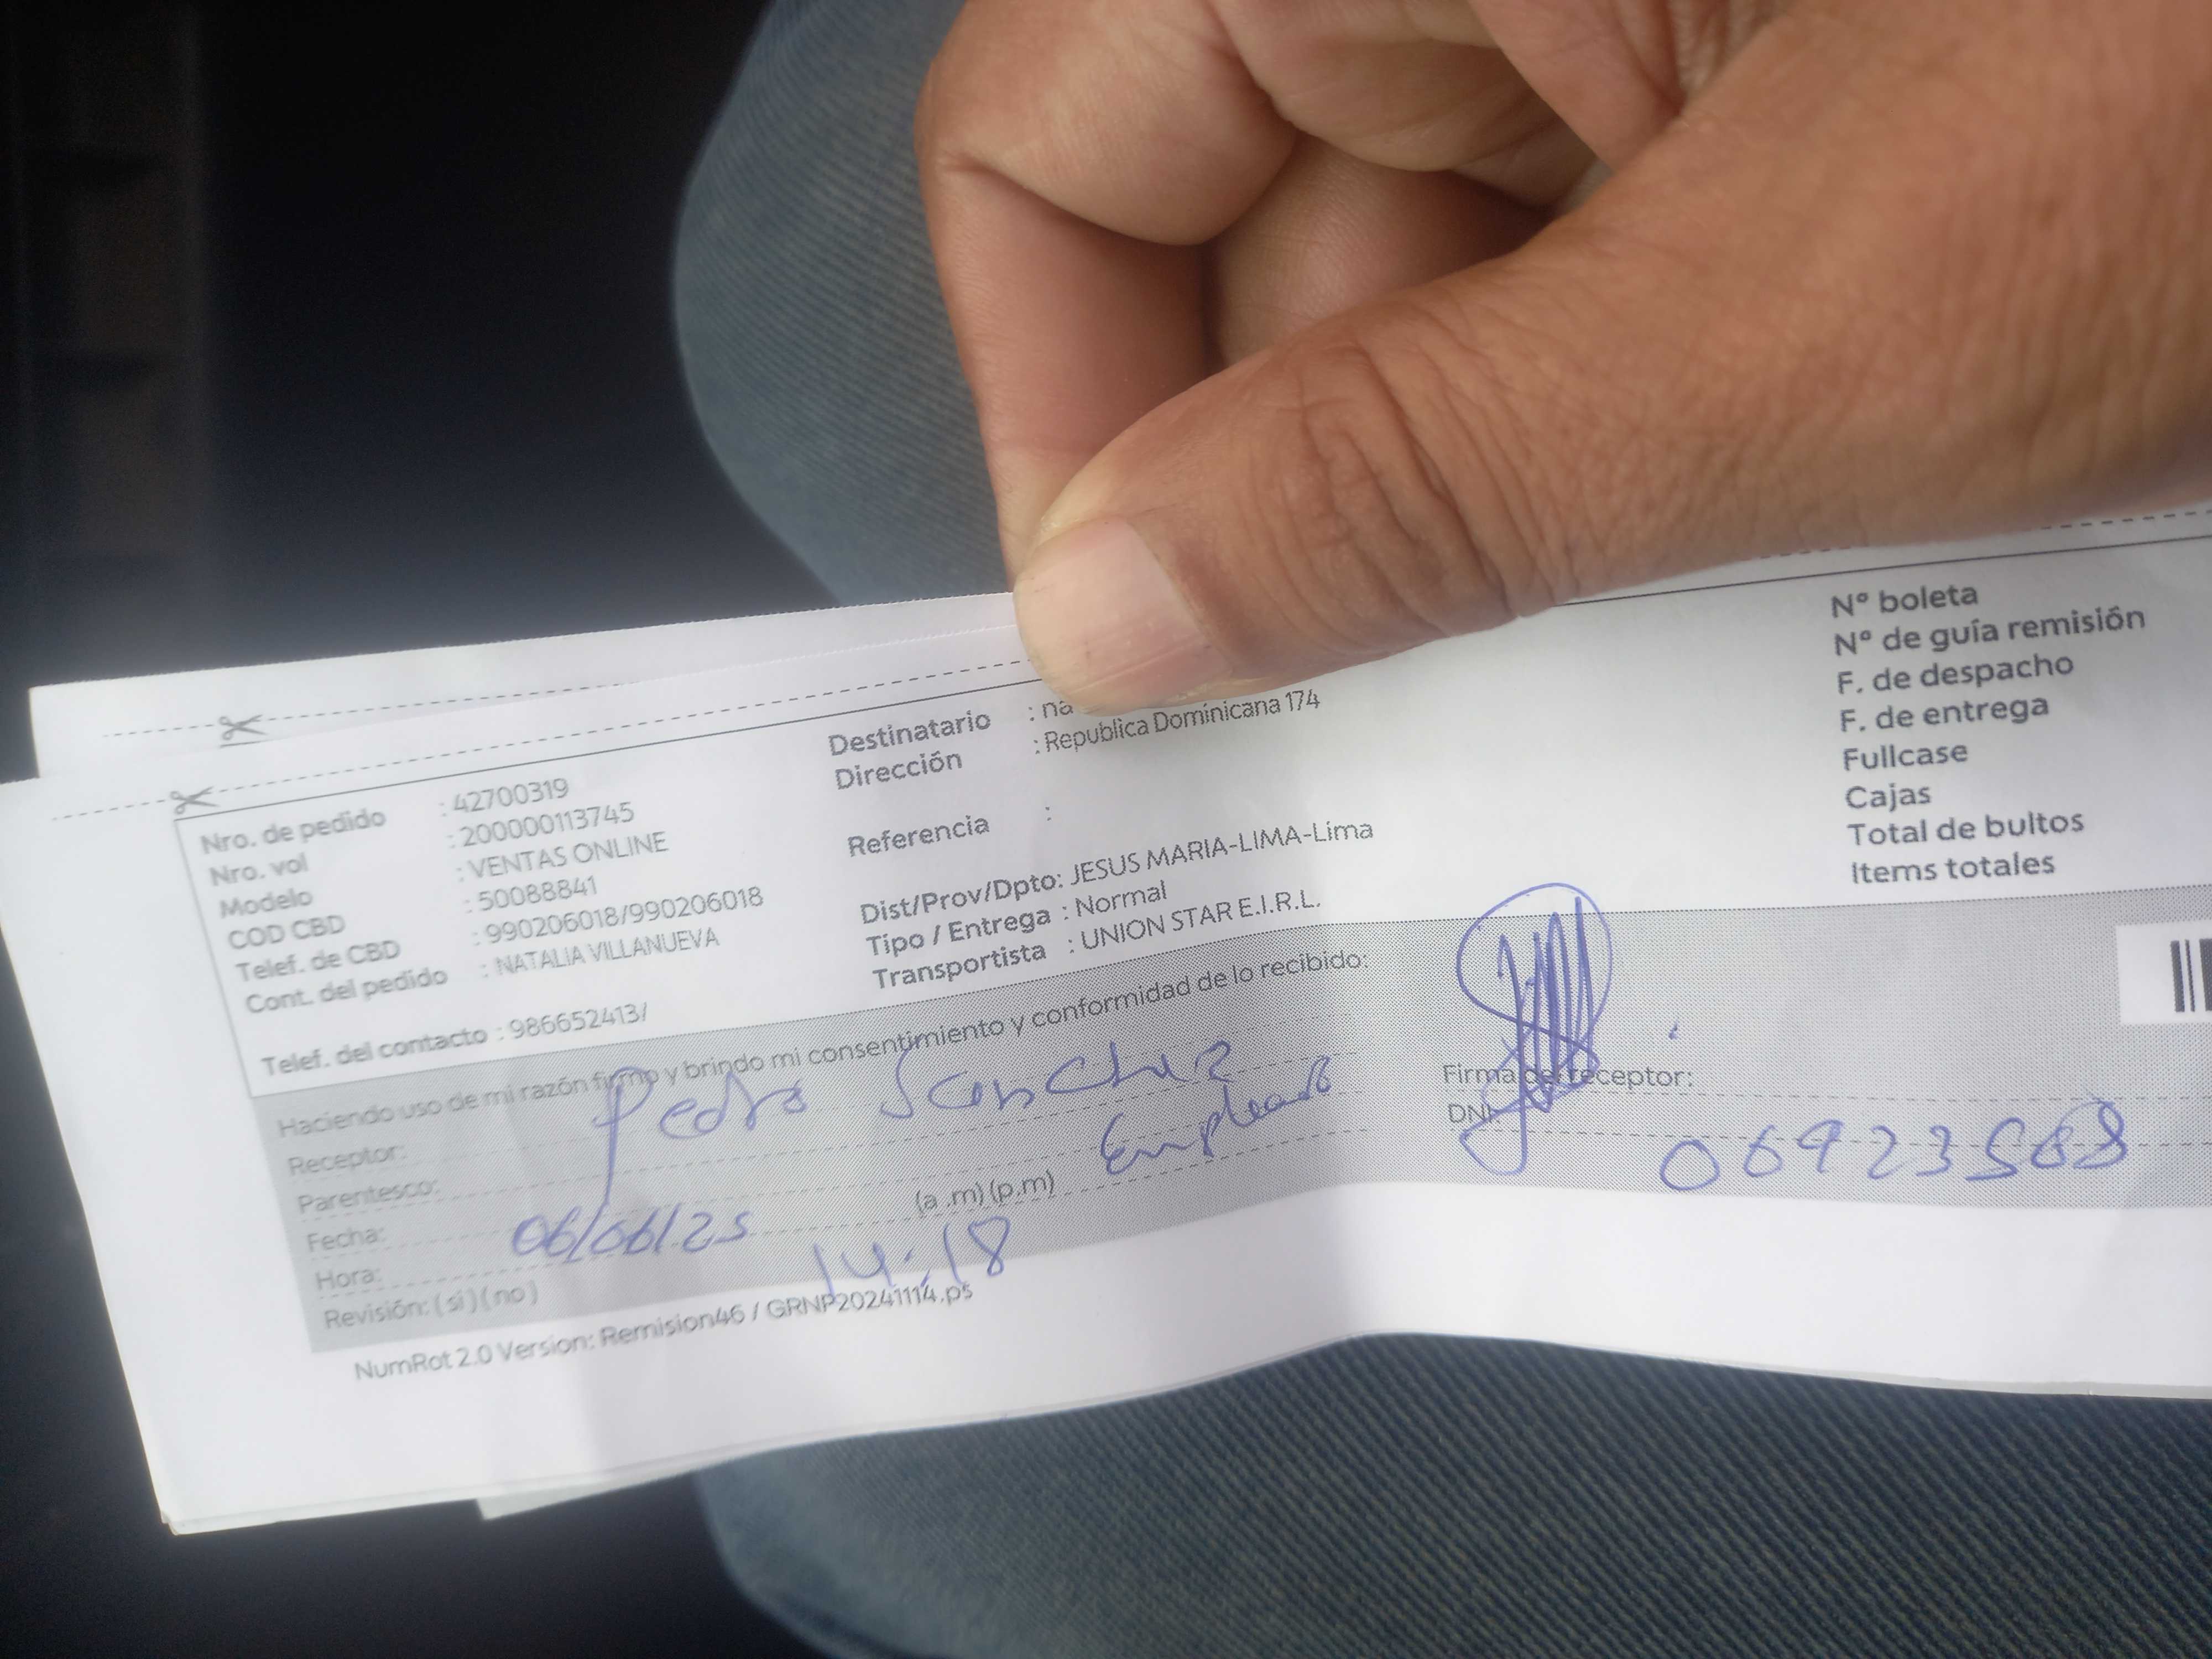 Nro. de pedido : 42700319
Nro. vol : 200000113745
Modelo : VENTAS ONLINE
COD CBD : 50088841
Telef. de CBD : 990206018/990206018
Cont. del pedido : NATALIA VILLANUEVA
Telef. del contacto : 986652413/
Destinatario : na
Dirección : Republica Dominicana 174
Referencia :
Dist/Prov/Dpto: JESUS MARIA-LIMA-Lima
Tipo / Entrega : Normal
Transportista : UNION STAR E.I.R.L.
Nº boleta
Nº de guía remisión
F. de despacho
F. de entrega
Fullcase
Cajas
Total de bultos
Items totales
Haciendo uso de mi razón firmo y brindo mi consentimiento y conformidad de lo recibido:
Receptor: Pedro Sanchez
Parentesco: Empleado
Fecha: 06/06/25
Hora: 14:18 (a .m) (p.m)
Revisión: ( si ) ( no )
Firma del receptor:
DNI
NumRot 2.0 Version: Remision46 / GRNP20241114.ps